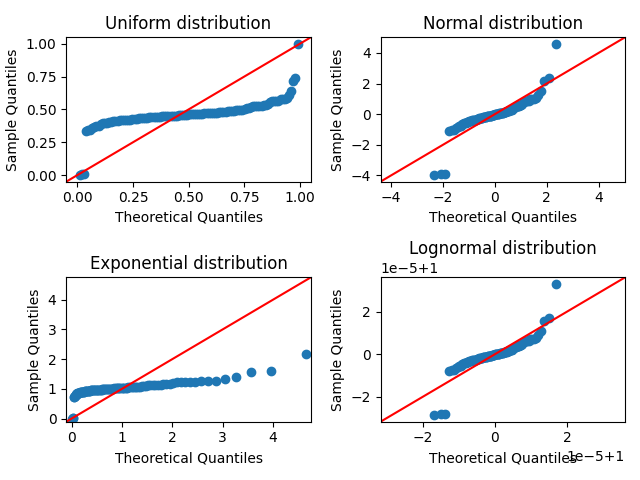 Uniform distribution
1.00
0.75
0.50
0.25
0.00
Sample Quantiles
0.00 0.25 0.50 0.75 1.00
Theoretical Quantiles
Normal distribution
4
2
0
−2
−4
Sample Quantiles
−4 −2 0 2 4
Theoretical Quantiles
Exponential distribution
4
3
2
1
0
Sample Quantiles
0 1 2 3 4
Theoretical Quantiles
Lognormal distribution
1e−5+1
2
0
−2
Sample Quantiles
−2 0 2
Theoretical Quantiles
1e−5+1